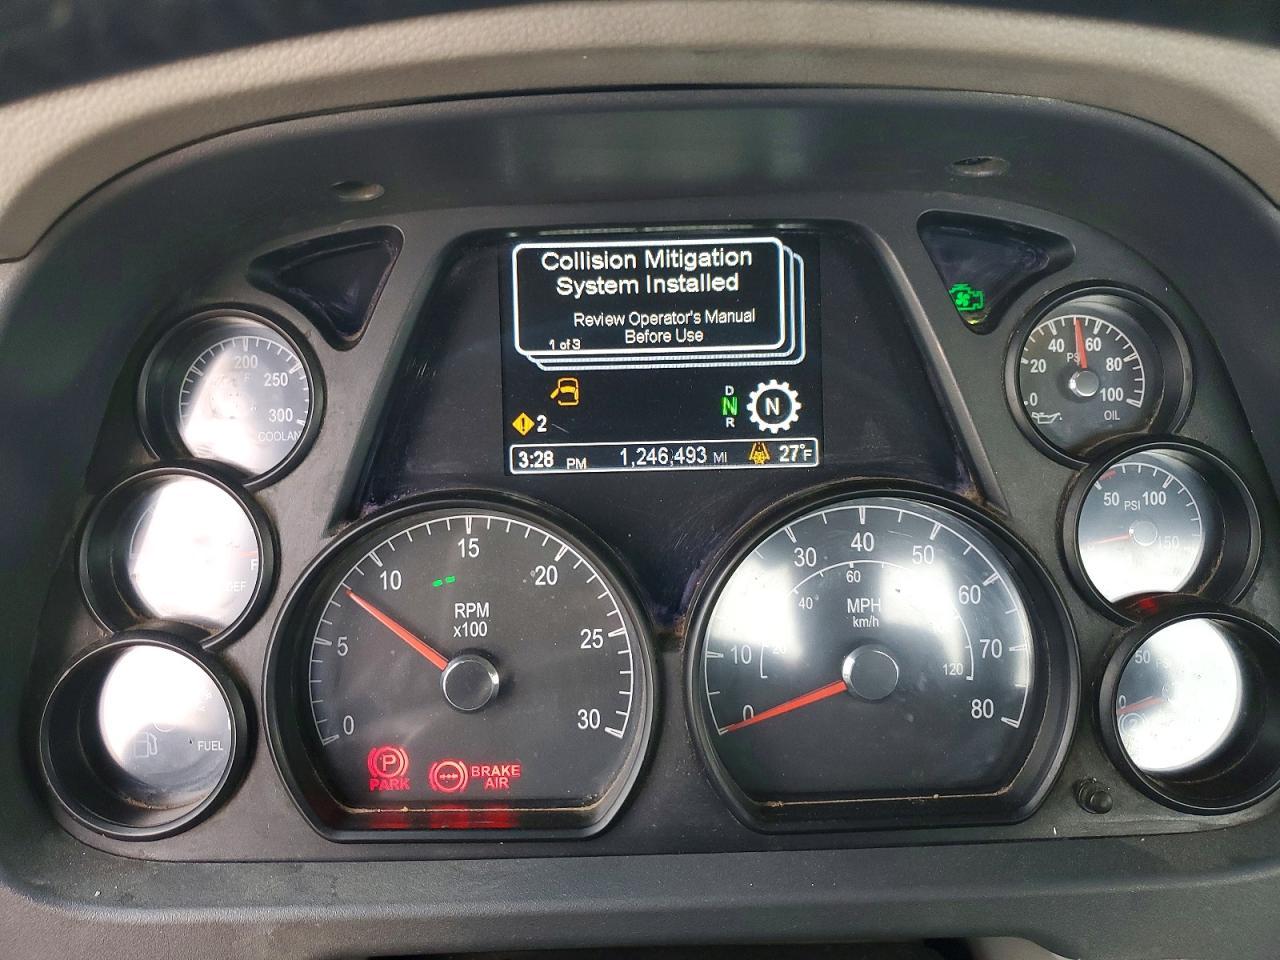 Collision Mitigation
System Installed
Review Operator's Manual
Before Use
1 of 3
2
D
N
R
N
3:28 PM 1,246,493 MI 27°F
200
F
250
300
COOLANT
F
DEF
FUEL
0 5 10 15 20 25 30
RPM
x100
PARK
P
BRAKE
AIR
0 10 30 40 50 60 70 80
20 40 60 120
MPH
km/h
0 20 40 60 80 100
PSI
OIL
50 100 150
PSI
0 50